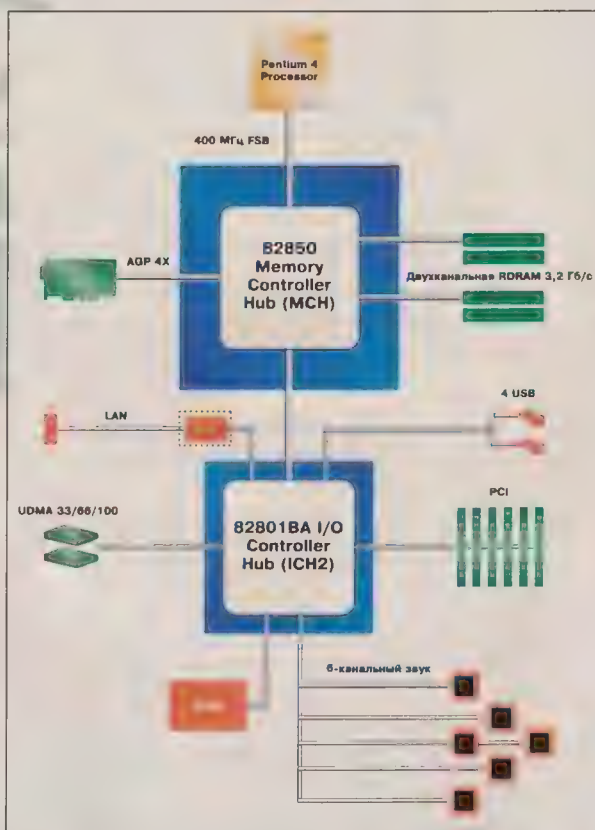 Pentium 4
Processor
400 МГц FSB
82850
Memory
Controller
Hub (MCH)
AGP 4X
Двухканальная RDRAM 3,2 Гб/с
LAN
4 USB
UDMA 33/66/100
82801BA I/O
Controller
Hub (ICH2)
PCI
6-канальный звук